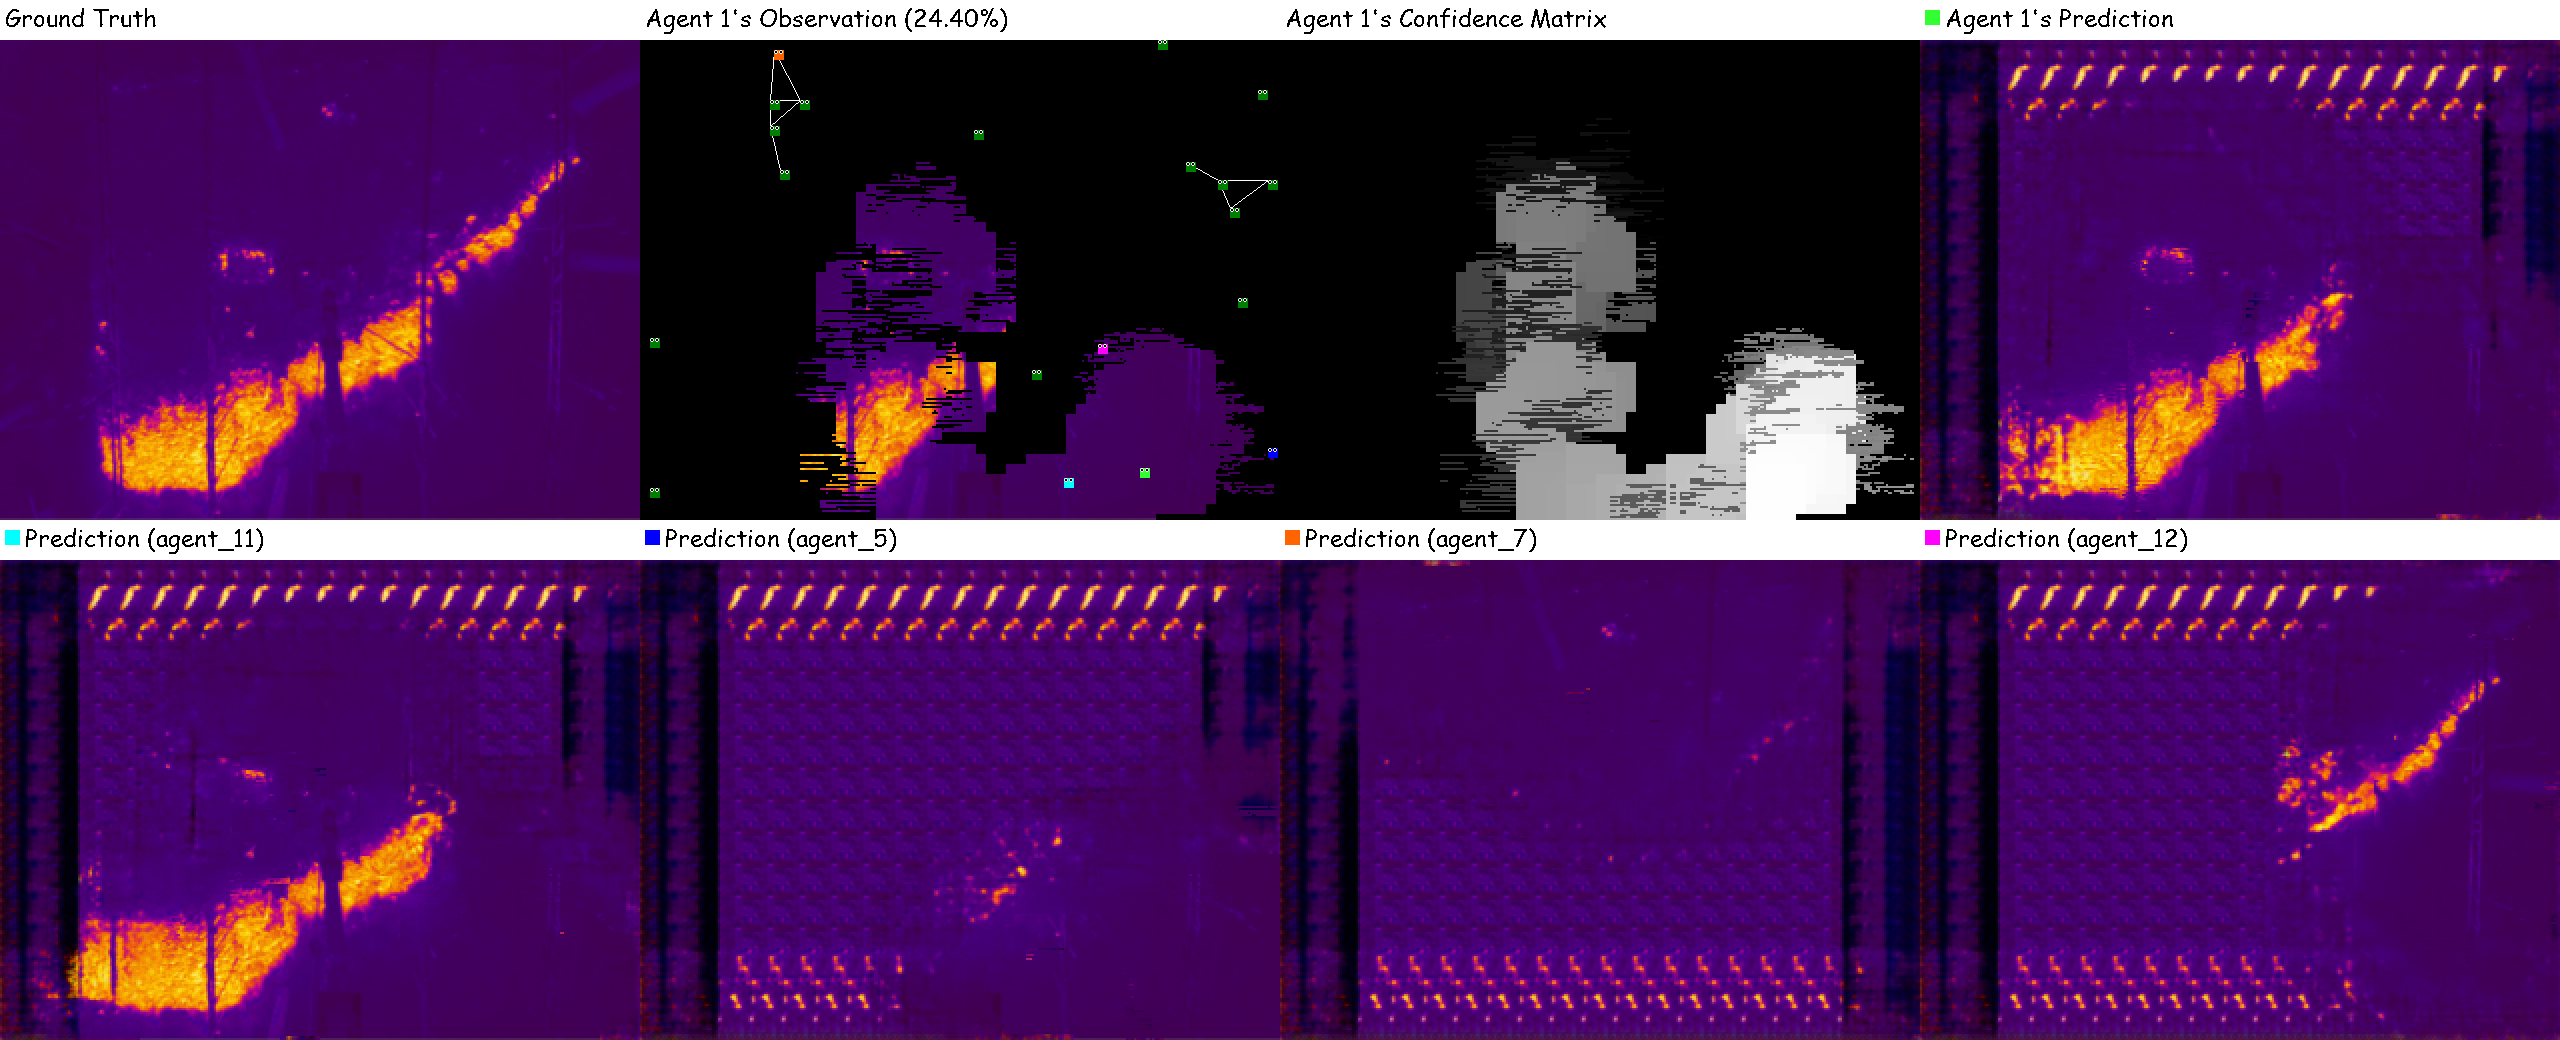 Ground Truth
Agent 1's Observation (24.40%)
Agent 1's Confidence Matrix
Agent 1's Prediction
Prediction (agent_11)
Prediction (agent_5)
Prediction (agent_7)
Prediction (agent_12)